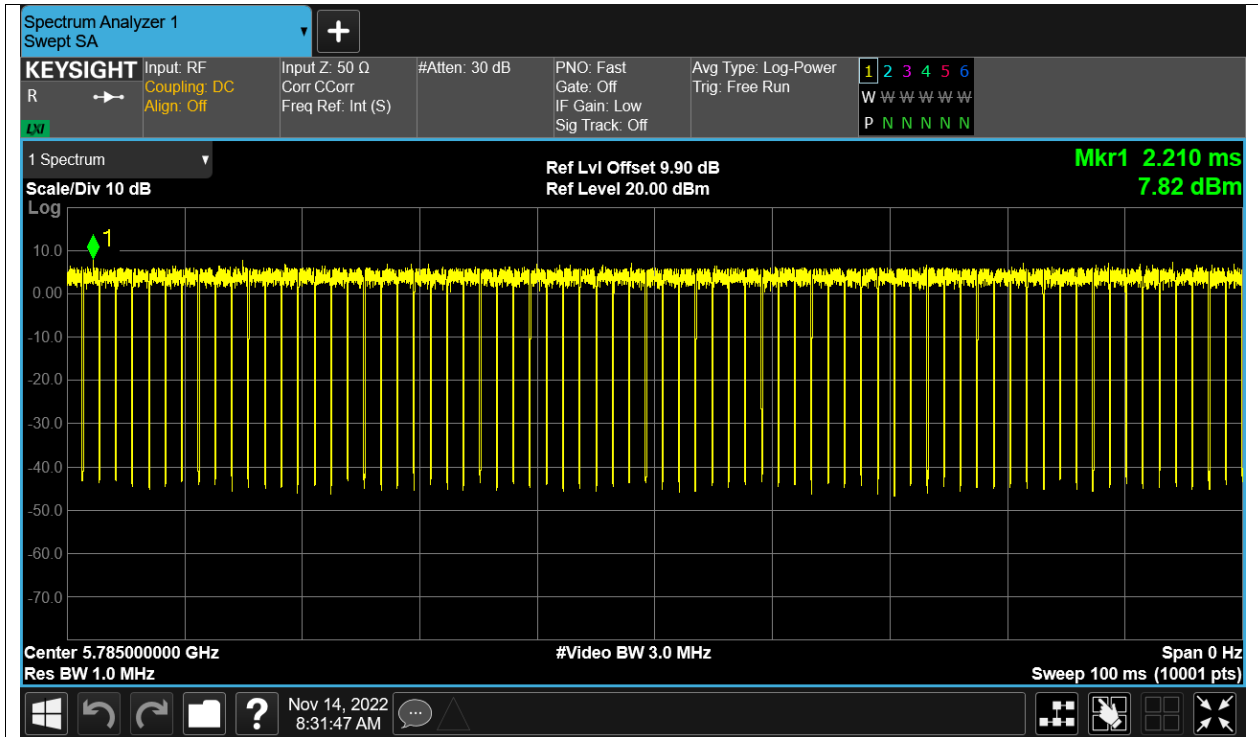 Spectrum Analyzer 1
Swept SA
+
KEYSIGHT
R
LXI
Input: RF
Coupling: DC
Align: Off
Input Z: 50 Ω
Corr CCorr
Freq Ref: Int (S)
#Atten: 30 dB
PNO: Fast
Gate: Off
IF Gain: Low
Sig Track: Off
Avg Type: Log-Power
Trig: Free Run
1 2 3 4 5 6
W W W W W W
P N N N N N
1 Spectrum
Scale/Div 10 dB
Log
Ref Lvl Offset 9.90 dB
Ref Level 20.00 dBm
Mkr1 2.210 ms
7.82 dBm
1
10.0
0.00
-10.0
-20.0
-30.0
-40.0
-50.0
-60.0
-70.0
Center 5.785000000 GHz
Res BW 1.0 MHz
#Video BW 3.0 MHz
Span 0 Hz
Sweep 100 ms (10001 pts)
?
Nov 14, 2022
8:31:47 AM